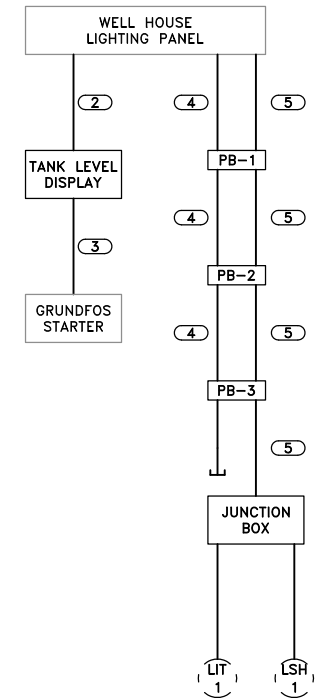 WELL HOUSE
LIGHTING PANEL
2
4
5
PB-1
TANK LEVEL
DISPLAY
4
5
3
PB-2
GRUNDFOS
STARTER
4
5
PB-3
5
JUNCTION
BOX
LIT
1
LSH
1